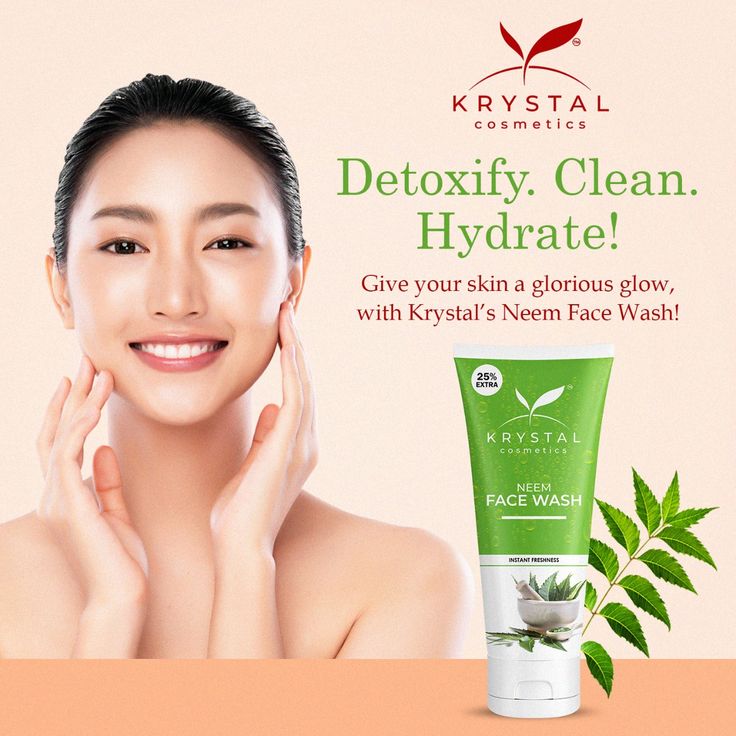 KRYSTAL
cosmetics
Detoxify. Clean.
Hydrate!
Give your skin a glorious glow,
with Krystal’s Neem Face Wash!
25%
EXTRA
KRYSTAL
cosmetics
NEEM
FACE WASH
INSTANT FRESHNESS